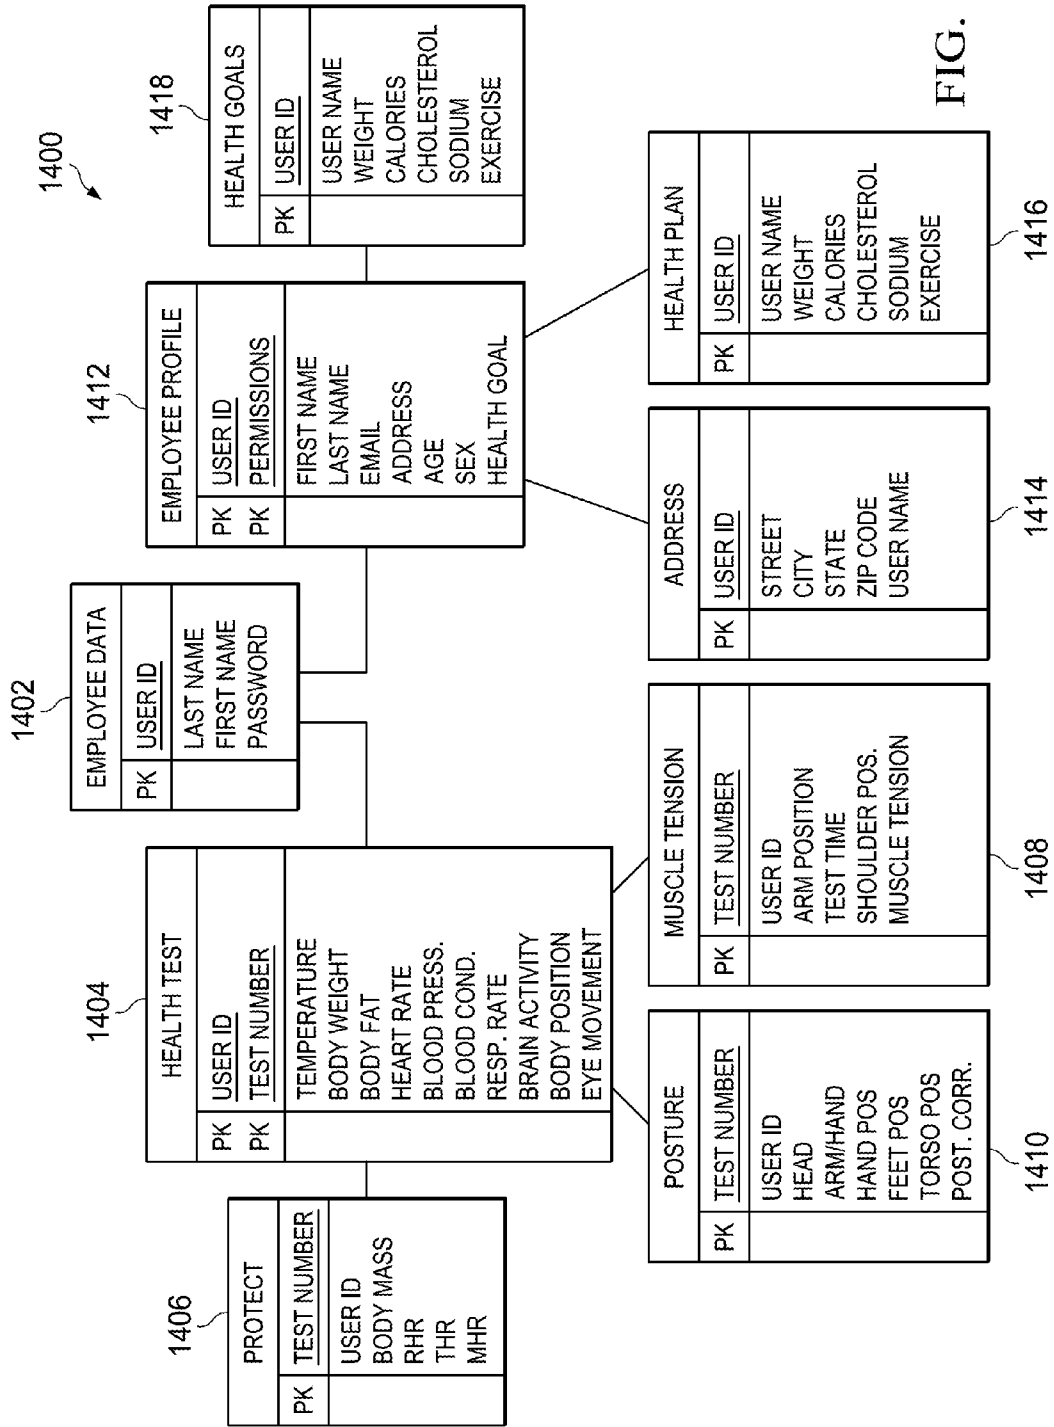 1400
1402
EMPLOYEE DATA
PK USER ID
LAST NAME
FIRST NAME
PASSWORD
1404
HEALTH TEST
PK USER ID
PK TEST NUMBER
TEMPERATURE
BODY WEIGHT
BODY FAT
HEART RATE
BLOOD PRESS.
BLOOD COND.
RESP. RATE
BRAIN ACTIVITY
BODY POSITION
EYE MOVEMENT
1412
EMPLOYEE PROFILE
PK USER ID
PK PERMISSIONS
FIRST NAME
LAST NAME
EMAIL
ADDRESS
AGE
SEX
HEALTH GOAL
1406
PROTECT
PK TEST NUMBER
USER ID
BODY MASS
RHR
THR
MHR
1418
HEALTH GOALS
PK USER ID
USER NAME
WEIGHT
CALORIES
CHOLESTEROL
SODIUM
EXERCISE
POSTURE
PK TEST NUMBER
USER ID
HEAD
ARM/HAND
HAND POS
FEET POS
TORSO POS
POST. CORR.
1410
MUSCLE TENSION
PK TEST NUMBER
USER ID
ARM POSITION
TEST TIME
SHOULDER POS.
MUSCLE TENSION
1408
ADDRESS
PK USER ID
STREET
CITY
STATE
ZIP CODE
USER NAME
1414
HEALTH PLAN
PK USER ID
USER NAME
WEIGHT
CALORIES
CHOLESTEROL
SODIUM
EXERCISE
1416
FIG.